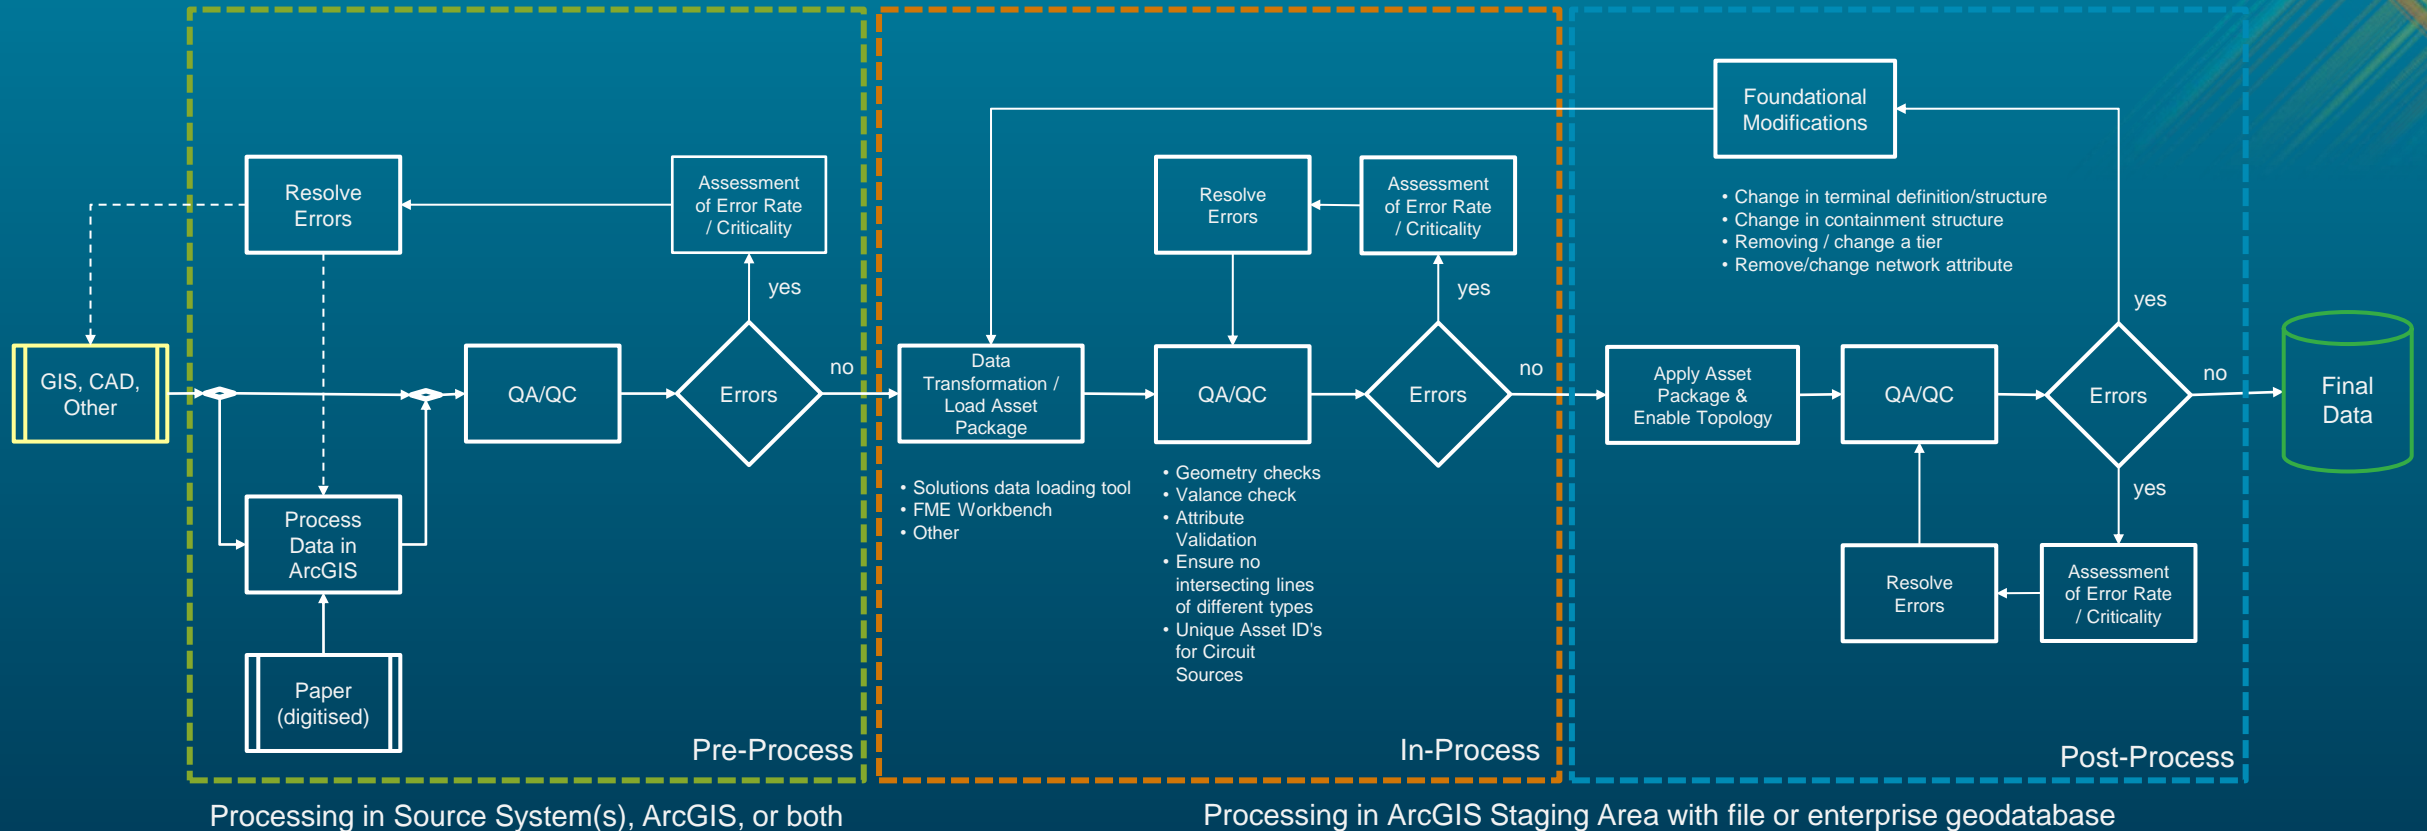 Resolve
Errors
Assessment
of Error Rate
/ Criticality
yes
GIS, CAD,
Other
QA/QC
Errors
no
Process
Data in
ArcGIS
Paper
(digitised)
Pre-Process
Processing in Source System(s), ArcGIS, or both
Data
Transformation /
Load Asset
Package
• Solutions data loading tool
• FME Workbench
• Other
Resolve
Errors
Assessment
of Error Rate
/ Criticality
yes
QA/QC
Errors
no
• Geometry checks
• Valance check
• Attribute
Validation
• Ensure no
intersecting lines
of different types
• Unique Asset ID's
for Circuit
Sources
In-Process
Foundational
Modifications
• Change in terminal definition/structure
• Change in containment structure
• Removing / change a tier
• Remove/change network attribute
yes
Apply Asset
Package &
Enable Topology
QA/QC
Errors
no
yes
Resolve
Errors
Assessment
of Error Rate
/ Criticality
Post-Process
Final
Data
Processing in ArcGIS Staging Area with file or enterprise geodatabase